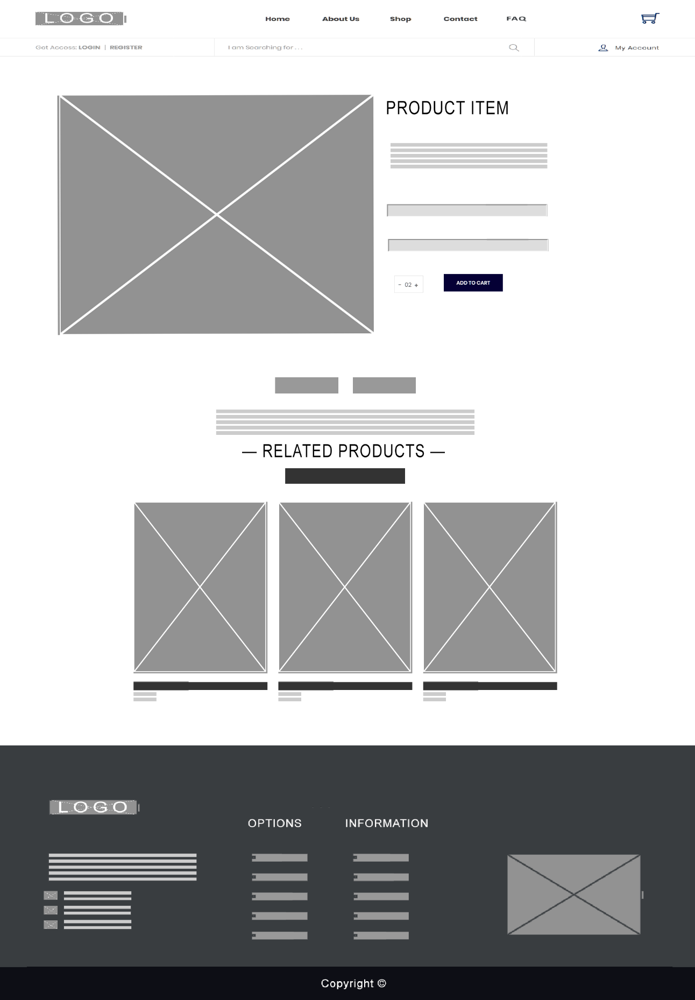 LOGO Home About Us Shop Contact FAQ
Get Access: LOGIN | REGISTER I am Searching for . . . My Account
PRODUCT ITEM
- 02 + ADD TO CART
— RELATED PRODUCTS —
LOGO
OPTIONS INFORMATION
Copyright ©